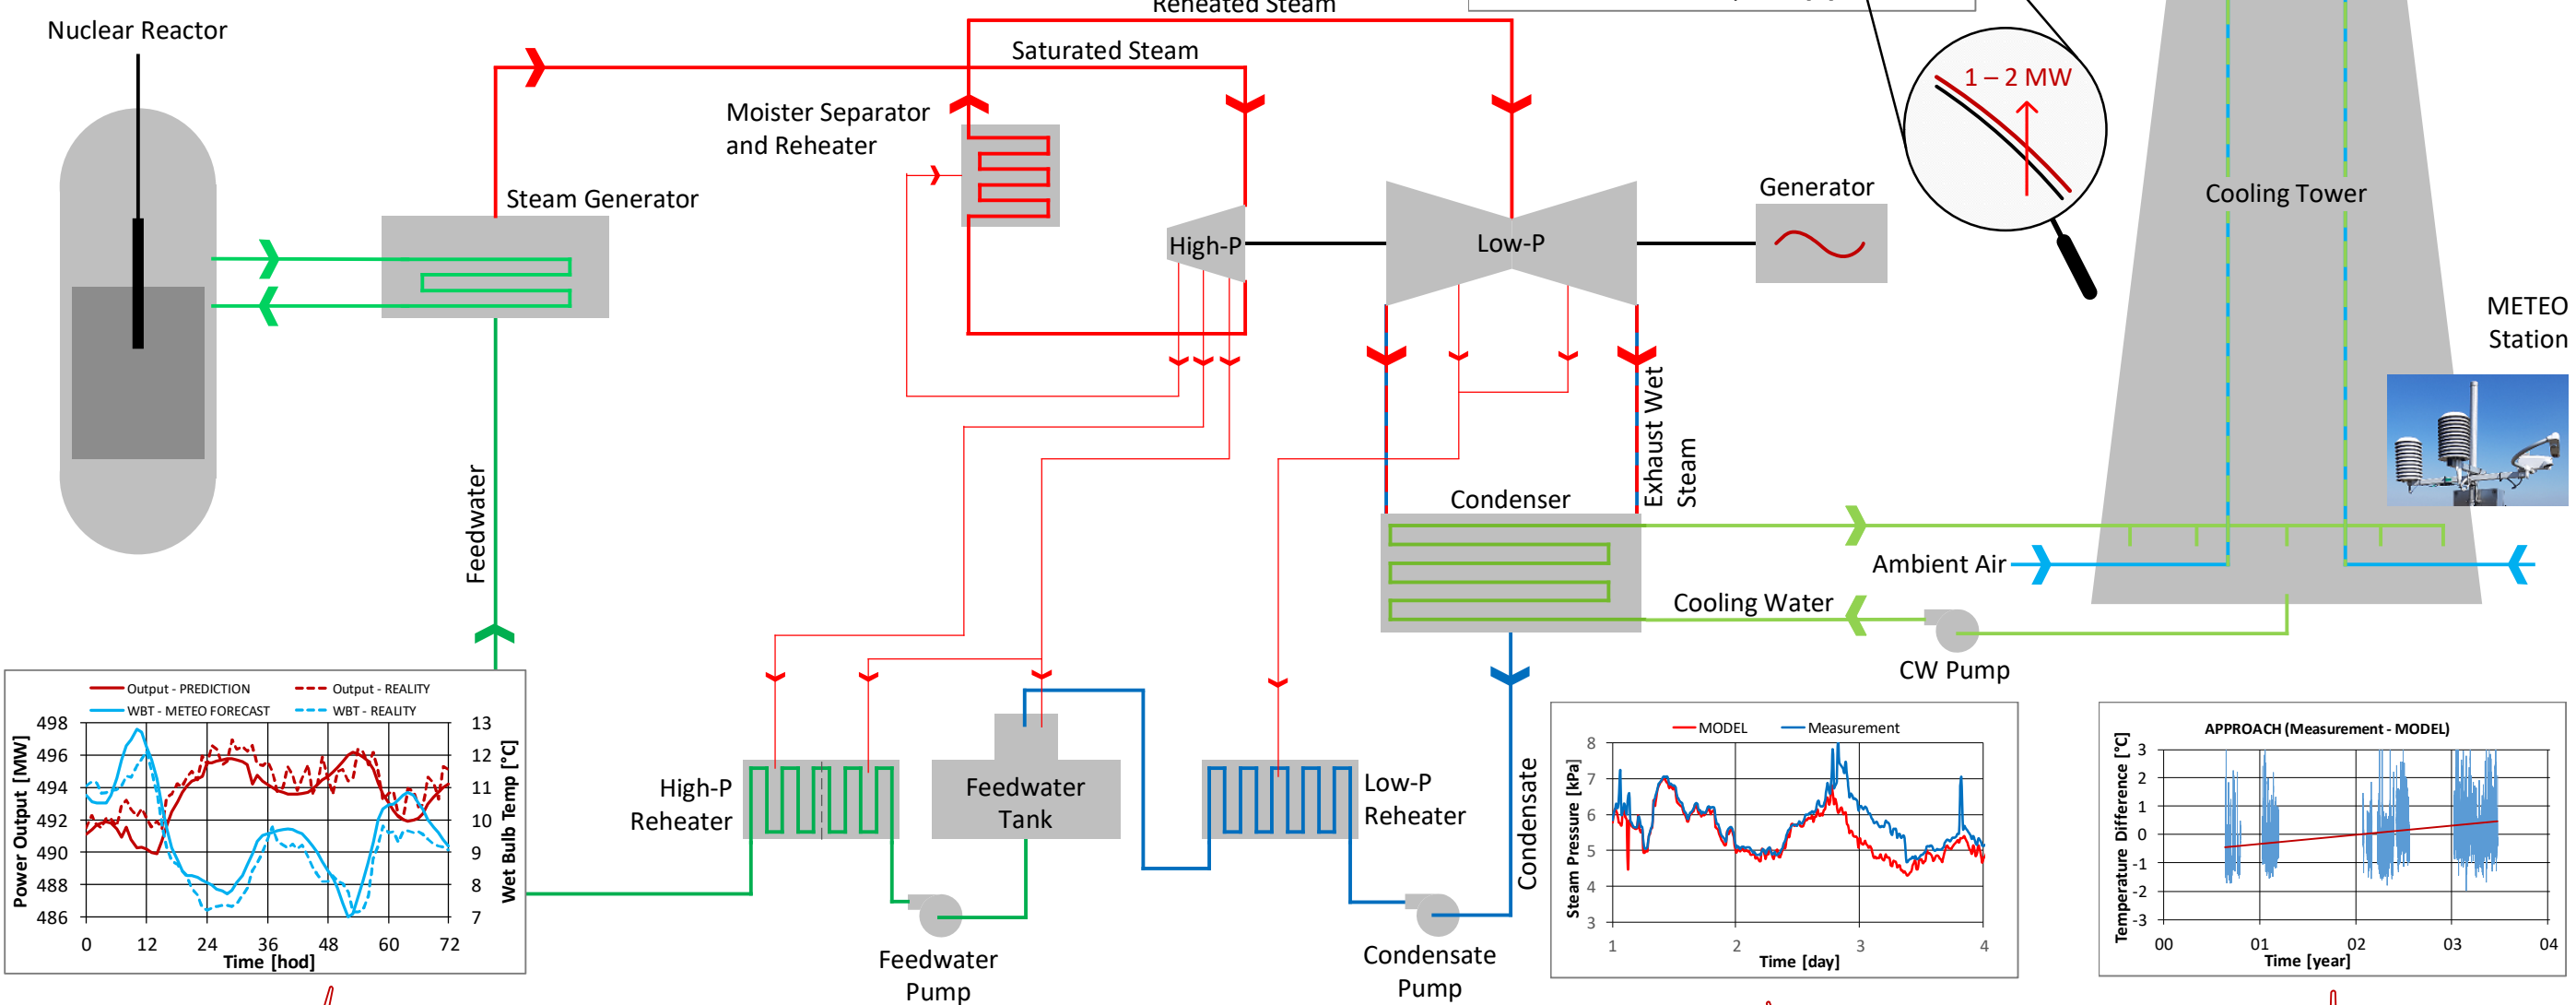 Reheated Steam
Nuclear Reactor
Saturated Steam
1 – 2 MW
Moister Separator
and Reheater
Steam Generator
Generator
Cooling Tower
High-P
Low-P
METEO
Station
Exhaust Wet
Steam
Feedwater
Condenser
Ambient Air
Cooling Water
CW Pump
Output - PREDICTION
Output - REALITY
WBT - METEO FORECAST
WBT - REALITY
498
496
494
492
490
488
486
13
12
11
10
9
8
7
Power Output [MW]
Wet Bulb Temp [°C]
0 12 24 36 48 60 72
Time [hod]
High-P
Reheater
Feedwater
Tank
Low-P
Reheater
Condensate
Feedwater
Pump
Condensate
Pump
MODEL
Measurement
8
7
6
5
4
3
Steam Pressure [kPa]
1 2 3 4
Time [day]
APPROACH (Measurement - MODEL)
3
2
1
0
-1
-2
-3
Temperature Difference [°C]
00 01 02 03 04
Time [year]